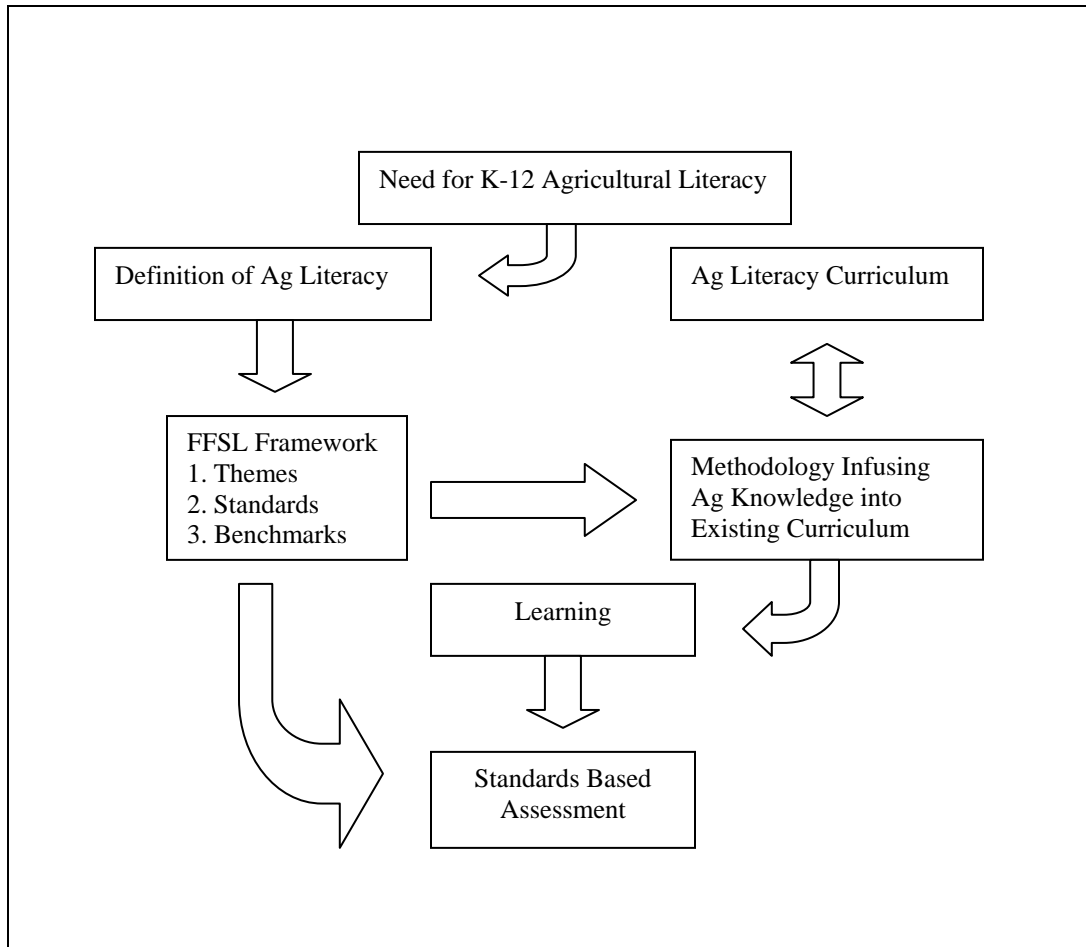 Need for K-12 Agricultural Literacy
Definition of Ag Literacy
Ag Literacy Curriculum
FFSL Framework
1. Themes
2. Standards
3. Benchmarks
Methodology Infusing
Ag Knowledge into
Existing Curriculum
Learning
Standards Based
Assessment